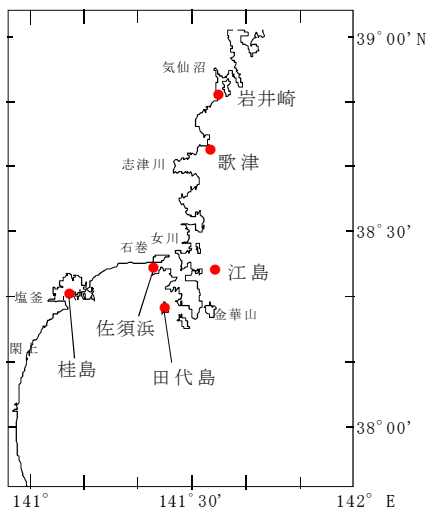 39°00'N
気仙沼
岩井崎
歌津
志津川
38°30'
女川
石巻
江島
塩釜
佐須浜
金華山
閖上
桂島
田代島
38°00'
141°
141°30'
142° E